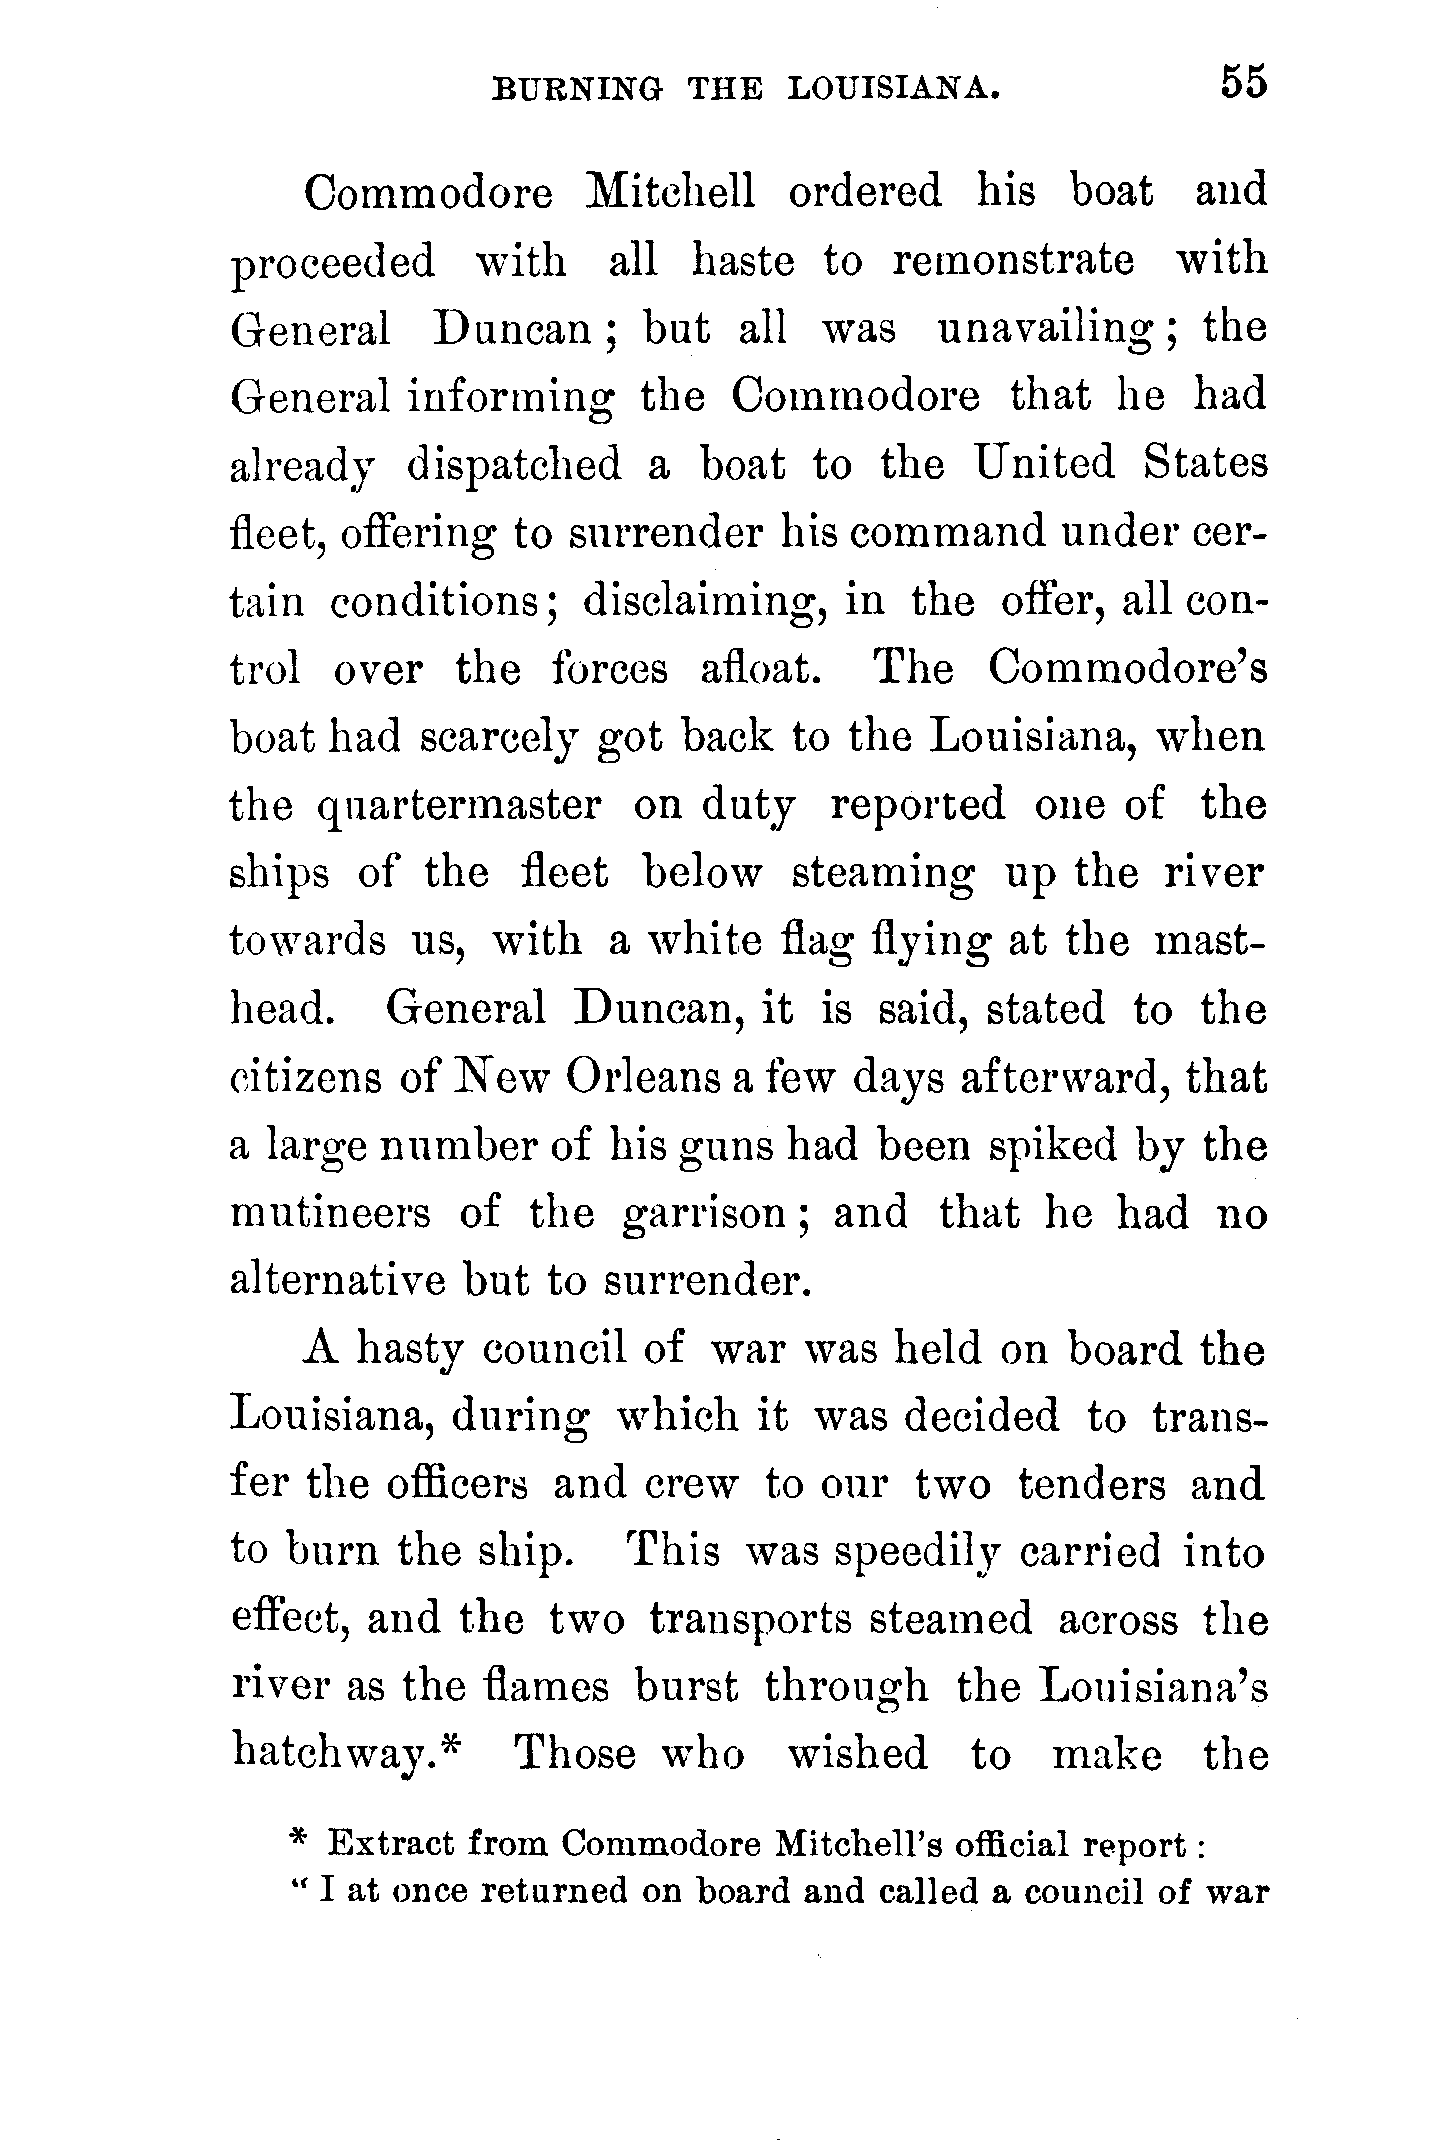 BURNING THE LOUISIANA. 55
Commodore Mitchell ordered his boat and
proceeded with all haste to remonstrate with
General Duncan ; but all was unavailing ; the
General informing the Commodore that he had
already dispatched a boat to the United States
fleet, offering to surrender his command under cer-
tain conditions; disclaiming, in the offer, all con-
trol over the forces afloat. The Commodore's
boat had scarcely got back to the Louisiana, when
the quartermaster on duty reported one of the
ships of the fleet below steaming up the river
towards us, with a white flag flying at the mast-
head. General Duncan, it is said, stated to the
citizens of New Orleans a few days afterward, that
a large number of his guns had been spiked by the
mutineers of the garrison ; and that he had no
alternative but to surrender.
A hasty council of war was held on board the
Louisiana, during which it was decided to trans-
fer the officers and crew to our two tenders and
to burn the ship. This was speedily carried into
effect, and the two transports steamed across the
river as the flames burst through the Louisiana's
hatchway.* Those who wished to make the
* Extract from Commodore Mitchell's official report :
" I at once returned on board and called a council of war